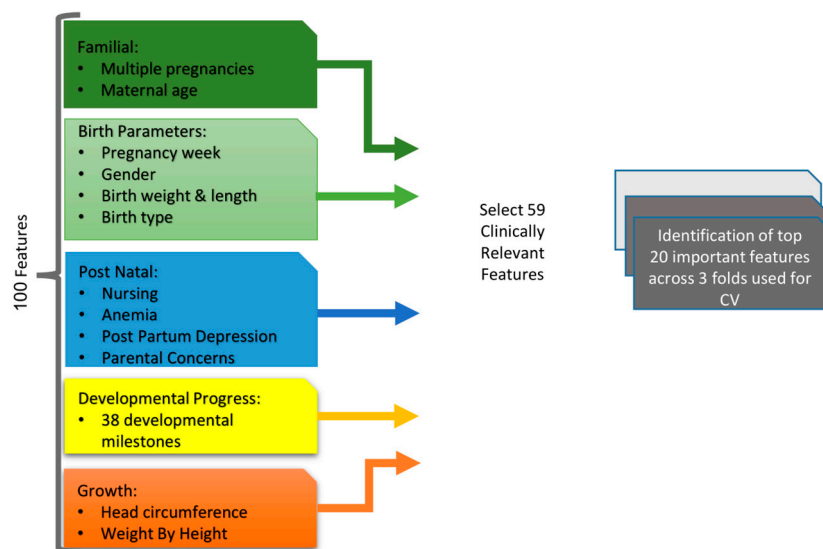 100 Features
Familial:
• Multiple pregnancies
• Maternal age
Birth Parameters:
• Pregnancy week
• Gender
• Birth weight & length
• Birth type
Post Natal:
• Nursing
• Anemia
• Post Partum Depression
• Parental Concerns
Developmental Progress:
• 38 developmental
milestones
Growth:
• Head circumference
• Weight By Height
Select 59
Clinically
Relevant
Features
Identification of top
20 important features
across 3 folds used for
CV